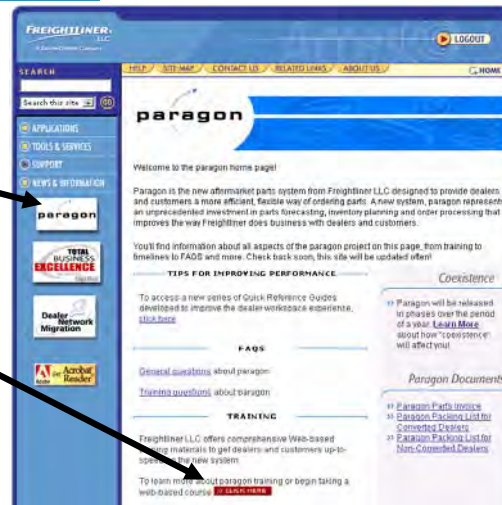 FREIGHTLINER
LLC
LOGOUT
SEARCH
HELP / SITE MAP / CONTACT US / RELATED LINKS / ABOUT US /
HOME
Search this site
GO
APPLICATIONS
TOOLS & SERVICES
SUPPORT
NEWS & INFORMATION
paragon
TOTAL
BUSINESS
EXCELLENCE
Dealer
Network
Migration
Adobe
Get Acrobat
Reader
paragon
Welcome to the paragon home page!
Paragon is the new aftermarket parts system from Freightliner LLC designed to provide dealers
and customers a more efficient, flexible way of ordering parts. A new system, paragon represents
an unprecedented investment in parts forecasting, inventory planning and order processing that
improves the way Freightliner does business with dealers and customers.
You'll find information about all aspects of the paragon project on this page, from training to
timelines to FAQS and more. Check back soon, this site will be updated often!
TIPS FOR IMPROVING PERFORMANCE
To access a new series of Quick Reference Guides
developed to improve the dealer workspace experience,
click here
FAQS
General questions about paragon
Training questions about paragon
TRAINING
Freightliner LLC offers comprehensive Web-based
training materials to get dealers and customers up-to-
speed on the new system
To learn more about paragon training or begin taking a
web-based course CLICK HERE
Coexistence
Paragon will be released
in phases over the period
of a year. Learn More
about how "coexistence"
will affect you!
Paragon Documents
Paragon Parts Invoice
Paragon Packing List for
Converted Dealers
Paragon Packing List for
Non-Converted Dealers